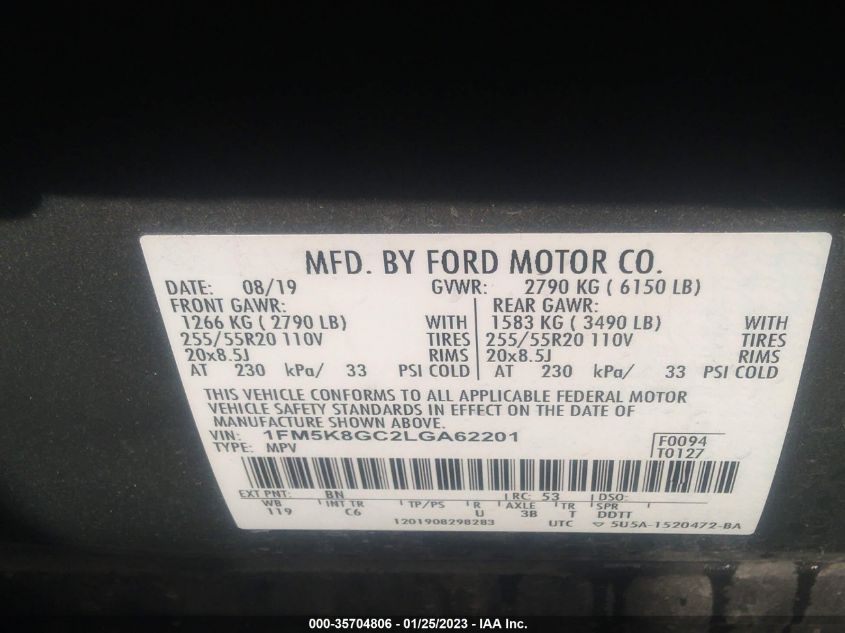 MFD. BY FORD MOTOR CO.
DATE: 08/19 GVWR: 2790 KG ( 6150 LB)
FRONT GAWR: REAR GAWR:
1266 KG ( 2790 LB) WITH 1583 KG ( 3490 LB) WITH
255/55R20 110V TIRES 255/55R20 110V TIRES
20x8.5J RIMS 20x8.5J RIMS
AT 230 kPa/ 33 PSI COLD AT 230 kPa/ 33 PSI COLD
THIS VEHICLE CONFORMS TO ALL APPLICABLE FEDERAL MOTOR
VEHICLE SAFETY STANDARDS IN EFFECT ON THE DATE OF
MANUFACTURE SHOWN ABOVE.
VIN: 1FM5K8GC2LGA62201 F0094
TYPE: MPV T0127
EXT PNT: BN RC: 53 DSO:
WB INT TR TP/PS R AXLE TR SPR
119 C6 U 3B T DDTT
1201908298283 UTC ▽ 5U5A-1520472-BA
000-35704806 - 01/25/2023 - © IAA